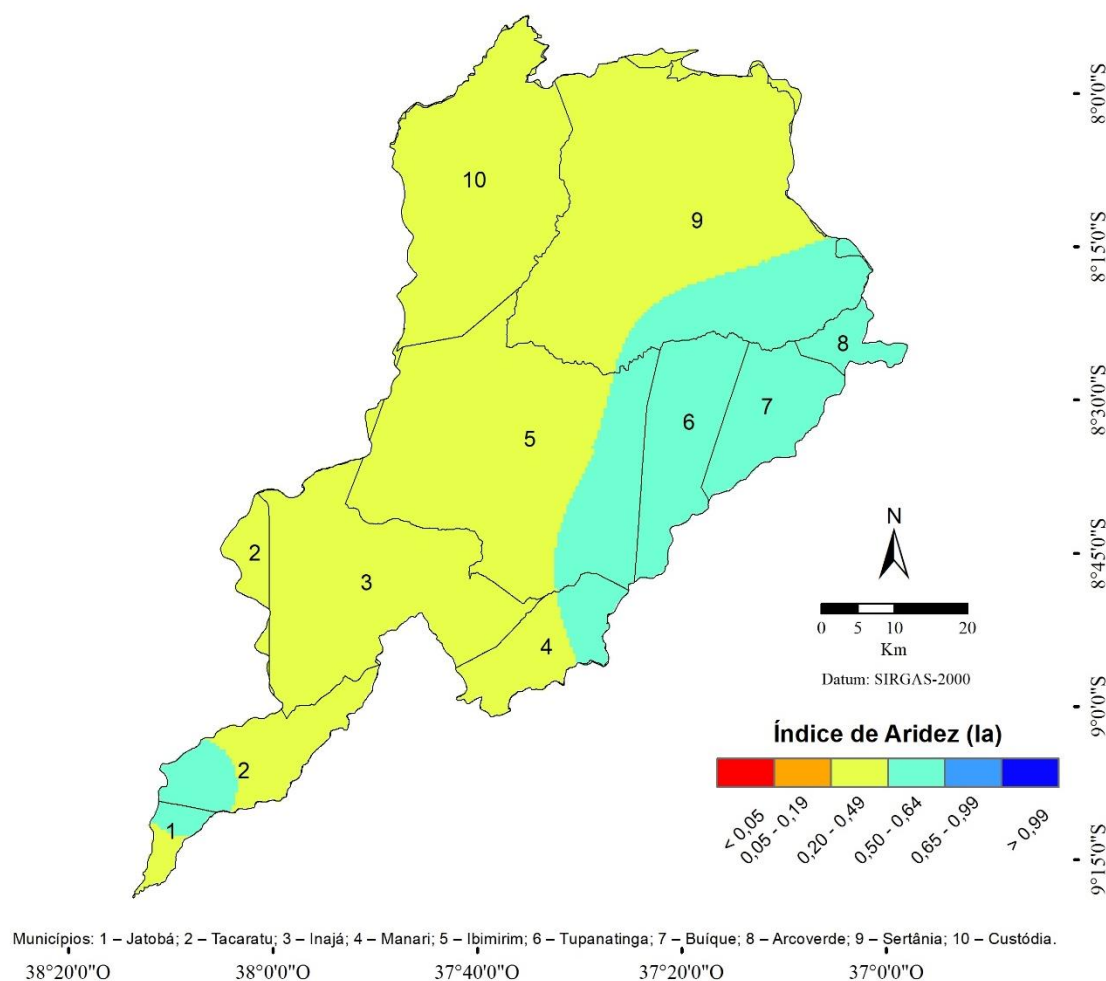 10
8°0'0"S
9
8°15'0"S
8
7
6
5
8°30'0"S
2
3
8°45'0"S
N
4
0 5 10 20
Km
Datum: SIRGAS-2000
9°0'0"S
2
1
Índice de Aridez (Ia)
< 0,05
0,05 - 0,19
0,20 - 0,49
0,50 - 0,64
0,65 - 0,99
> 0,99
9°15'0"S
Municípios: 1 – Jatobá; 2 – Tacaratu; 3 – Inajá; 4 – Manari; 5 – Ibimirim; 6 – Tupanatinga; 7 – Buíque; 8 – Arcoverde; 9 – Sertânia; 10 – Custódia.
38°20'0"O 38°0'0"O 37°40'0"O 37°20'0"O 37°0'0"O